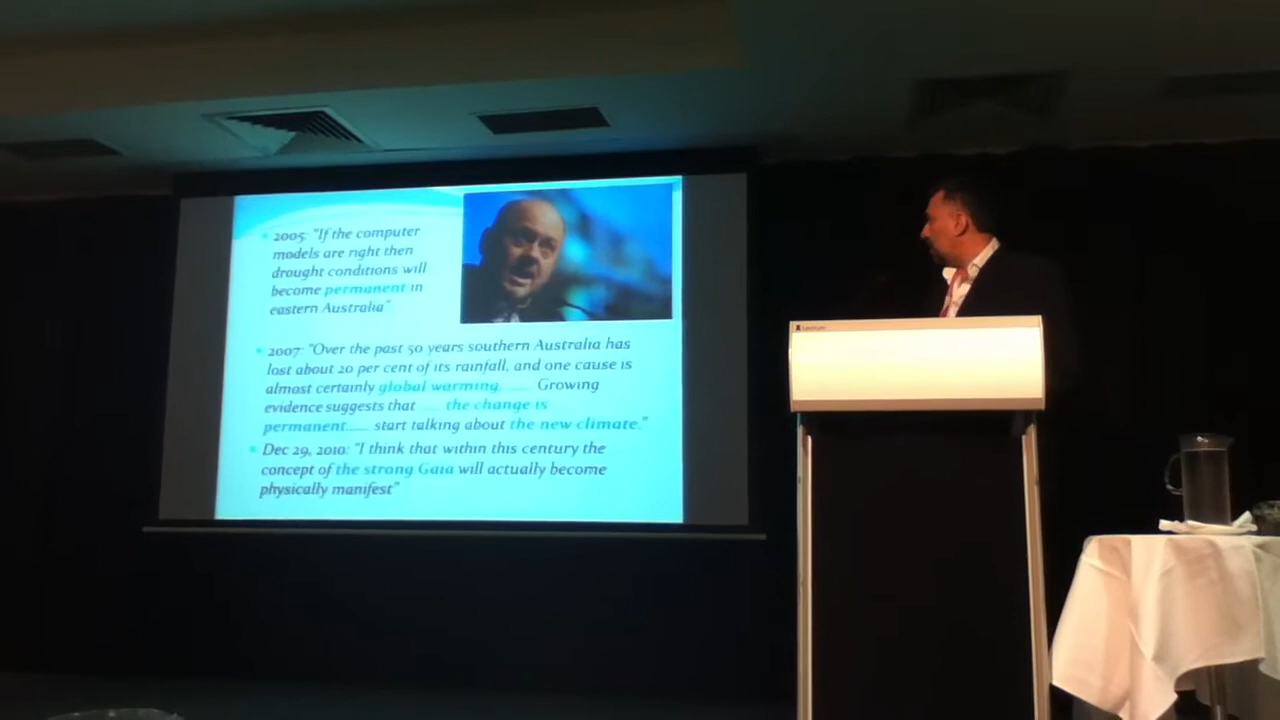 2005: "If the computer
models are right then
drought conditions will
become permanent in
eastern Australia"
2007: "Over the past 50 years southern Australia has
lost about 20 per cent of its rainfall, and one cause is
almost certainly global warming. ..... Growing
evidence suggests that ..... the change is
permanent..... start talking about the new climate."
Dec 29, 2010: "I think that within this century the
concept of the strong Gaia will actually become
physically manifest"